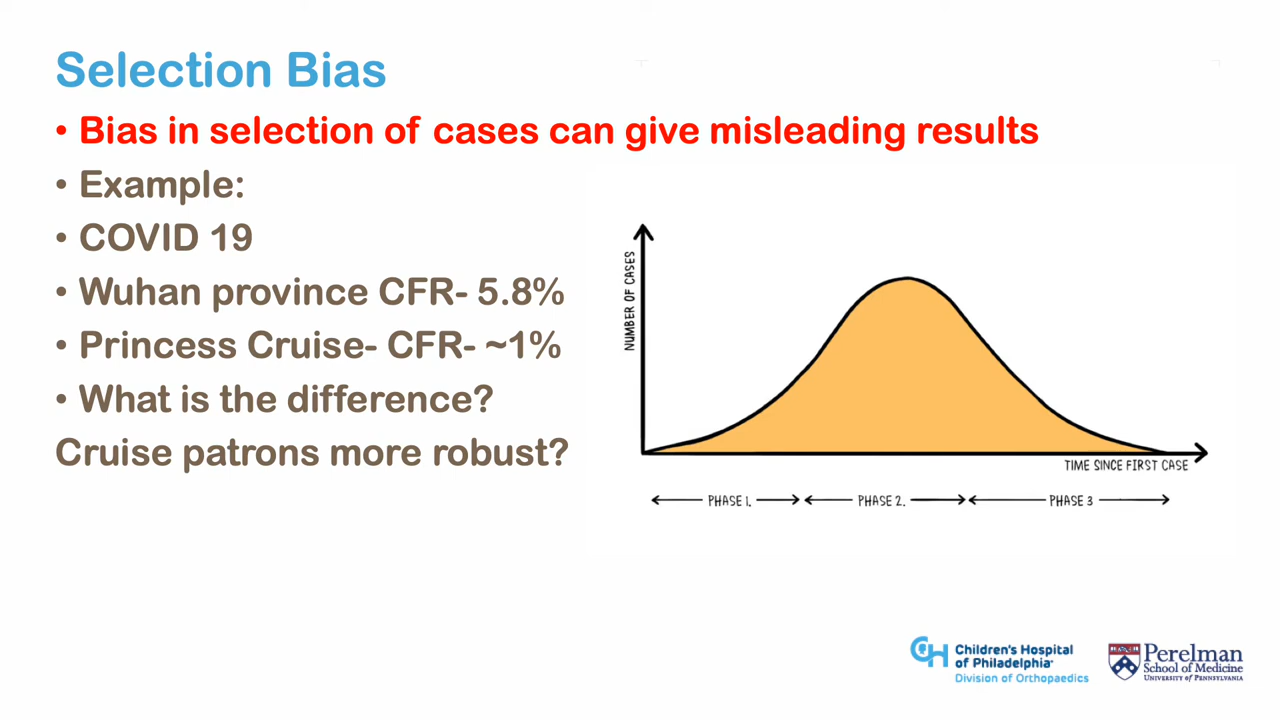 Selection Bias
• Bias in selection of cases can give misleading results
• Example:
• COVID 19
• Wuhan province CFR- 5.8%
• Princess Cruise- CFR- ~1%
• What is the difference?
Cruise patrons more robust?
NUMBER OF CASES
TIME SINCE FIRST CASE
PHASE 1.
PHASE 2.
PHASE 3
CH
Children's Hospital
of Philadelphia
Division of Orthopaedics
Perelman
School of Medicine
University of Pennsylvania